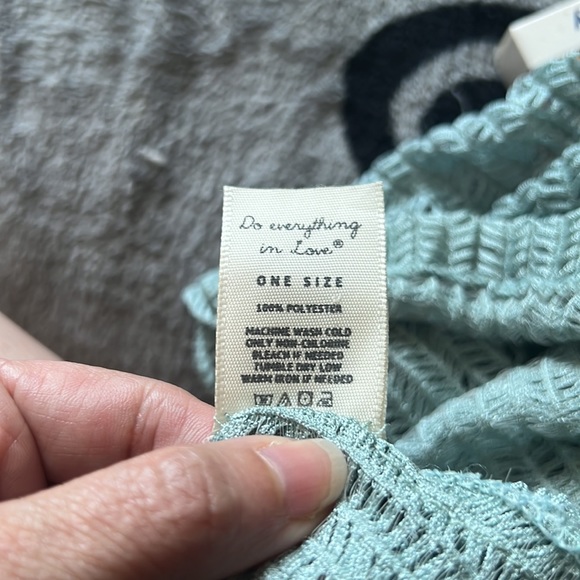 Do everything
in Love®
ONE SIZE
100% POLYESTER
MACHINE WASH COLD
ONLY NON-CHLORINE
BLEACH IF NEEDED
TUMBLE DRY LOW
WARM IRON IF NEEDED